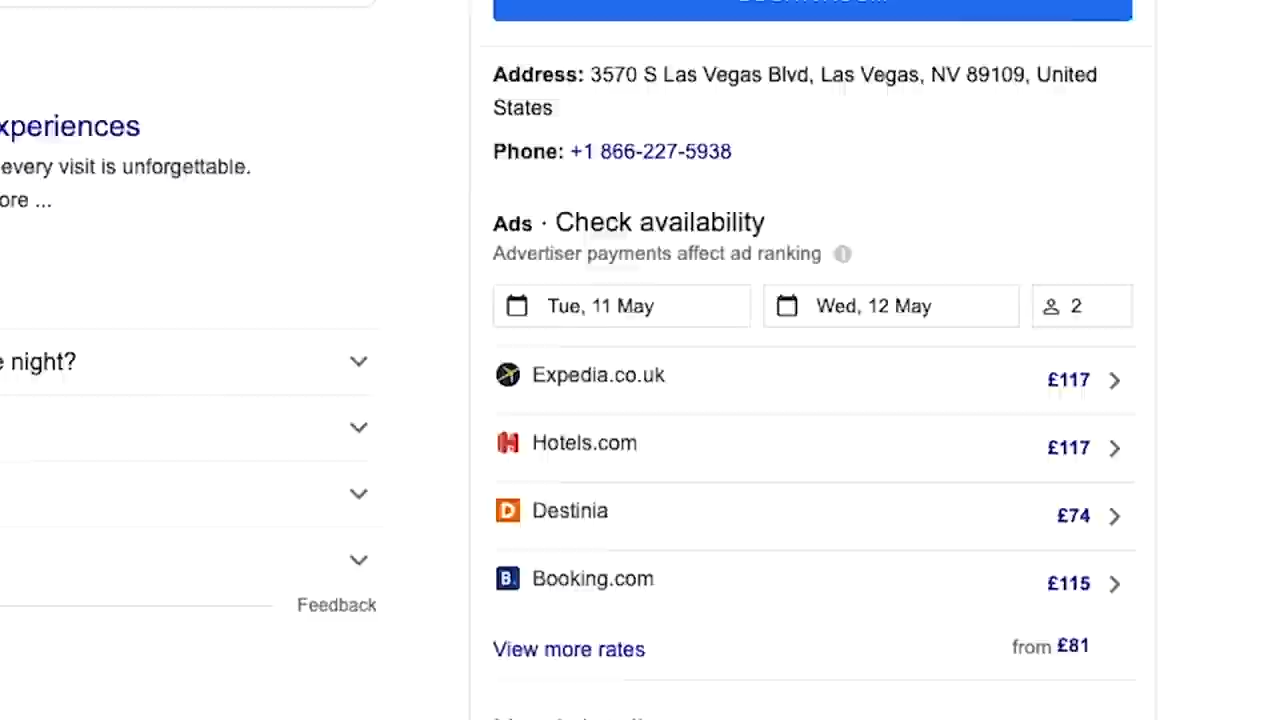 Address: 3570 S Las Vegas Blvd, Las Vegas, NV 89109, United
States
Phone: +1 866-227-5938
xperiences
every visit is unforgettable.
ore ...
Ads · Check availability
Advertiser payments affect ad ranking
Tue, 11 May
Wed, 12 May
2
e night?
Expedia.co.uk
£117
Hotels.com
£117
D
Destinia
£74
B.
Booking.com
£115
Feedback
View more rates
from £81